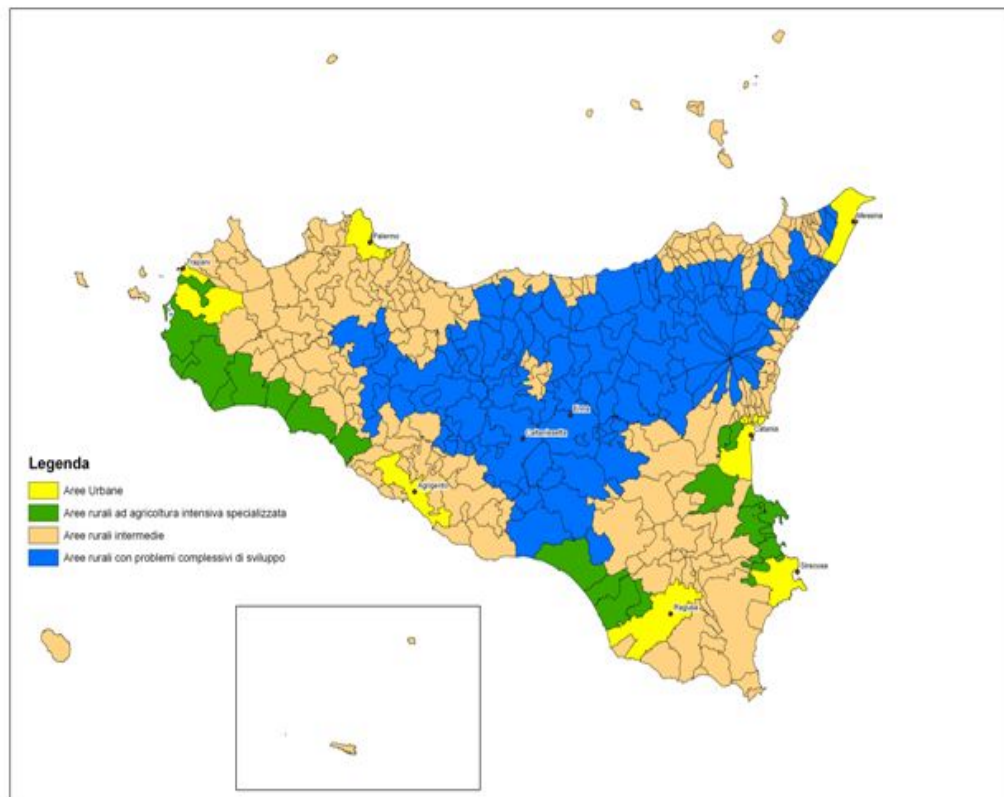 Messina
Palermo
Trapani
Enna
Catania
Caltanissetta
Legenda
Aree Urbane
Agrigento
Aree rurali ad agricoltura intensiva specializzata
Aree rurali intermedie
Aree rurali con problemi complessivi di sviluppo
Siracusa
Ragusa